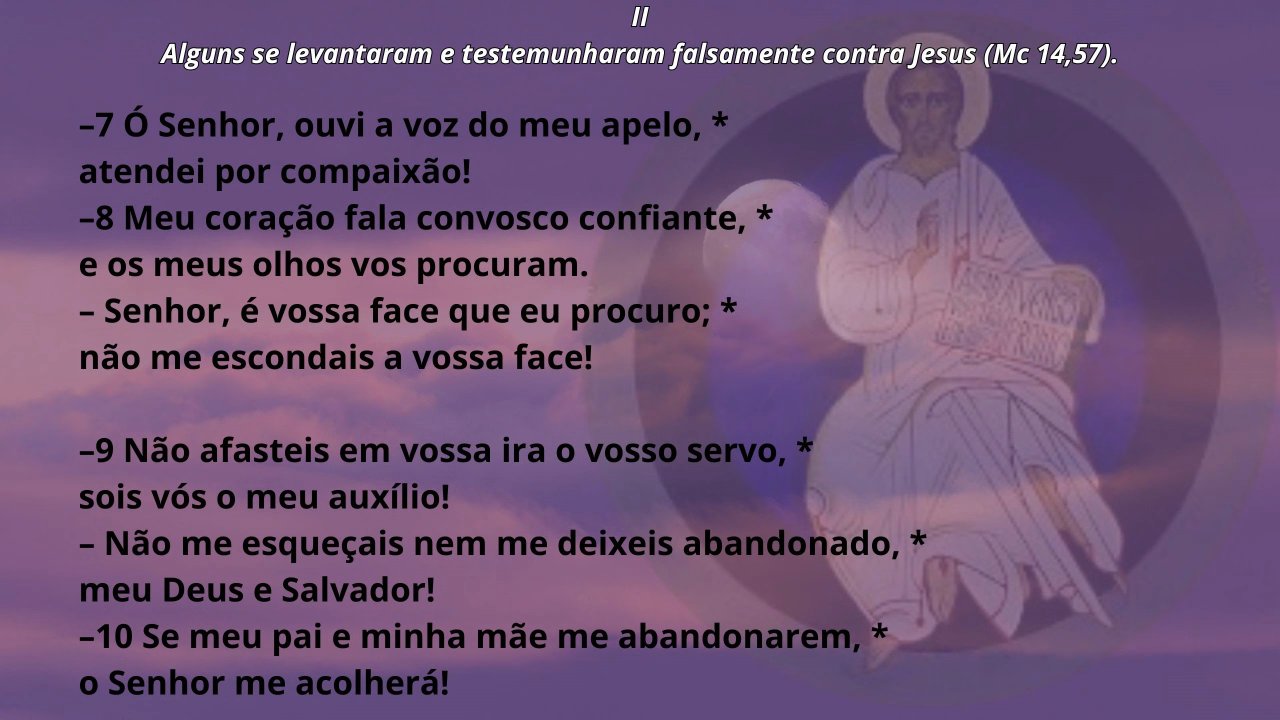 II
Alguns se levantaram e testemunharam falsamente contra Jesus (Mc 14,57).
–7 Ó Senhor, ouvi a voz do meu apelo, *
atendei por compaixão!
–8 Meu coração fala convosco confiante, *
e os meus olhos vos procuram.
– Senhor, é vossa face que eu procuro; *
não me escondais a vossa face!
–9 Não afasteis em vossa ira o vosso servo, *
sois vós o meu auxílio!
– Não me esqueçais nem me deixeis abandonado, *
meu Deus e Salvador!
–10 Se meu pai e minha mãe me abandonarem, *
o Senhor me acolherá!